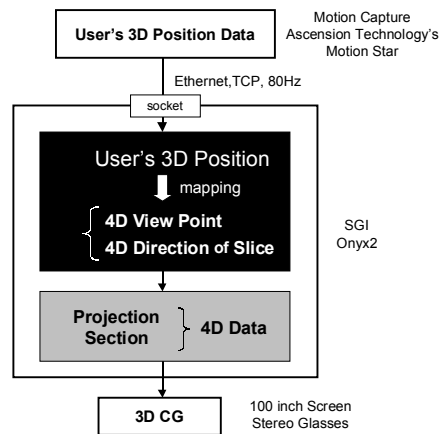 User's 3D Position Data
Motion Capture
Ascension Technology's
Motion Star
Ethernet,TCP, 80Hz
socket
User's 3D Position
mapping
4D View Point
4D Direction of Slice
SGI
Onyx2
Projection
Section
4D Data
3D CG
100 inch Screen
Stereo Glasses